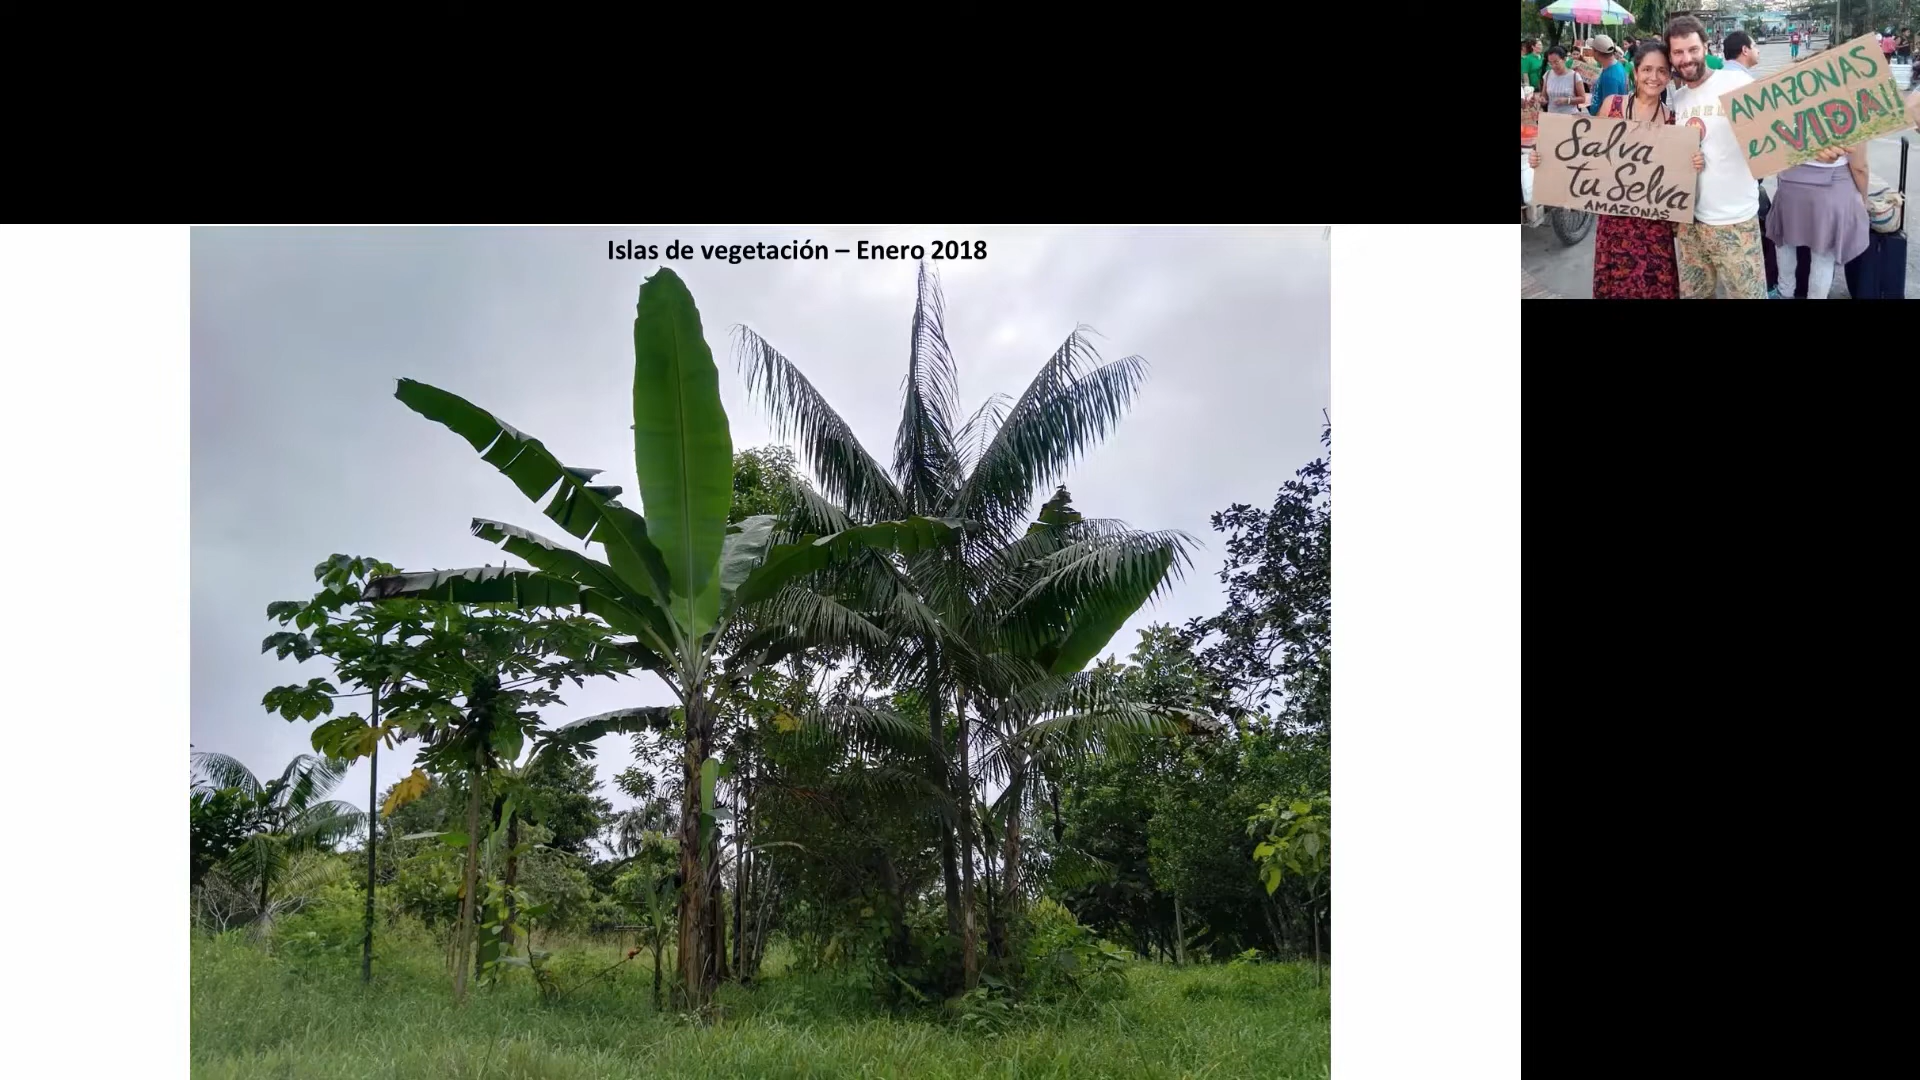 Islas de vegetación – Enero 2018
Salva
tu Selva
AMAZONAS
AMAZONAS
es VIDA!!